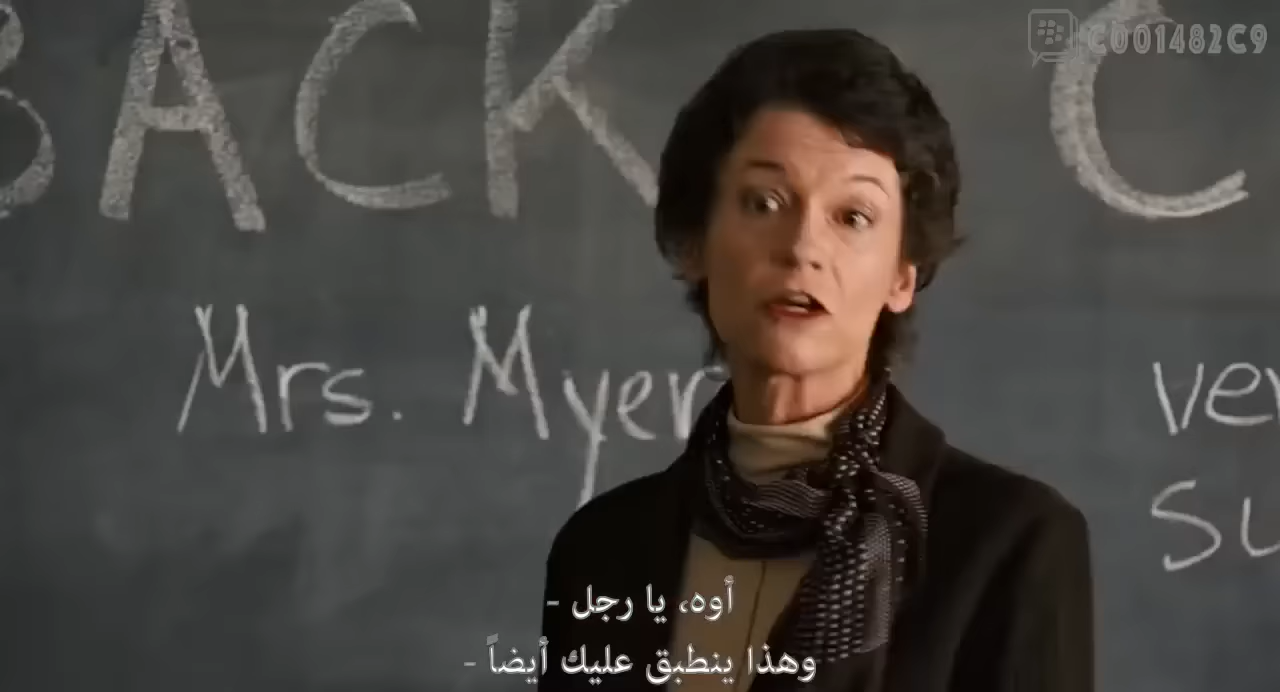 C001482C9
BACK C
Mrs. Myer
ver
Su
أوه، يا رجل -
وهذا ينطبق عليك أيضاً -